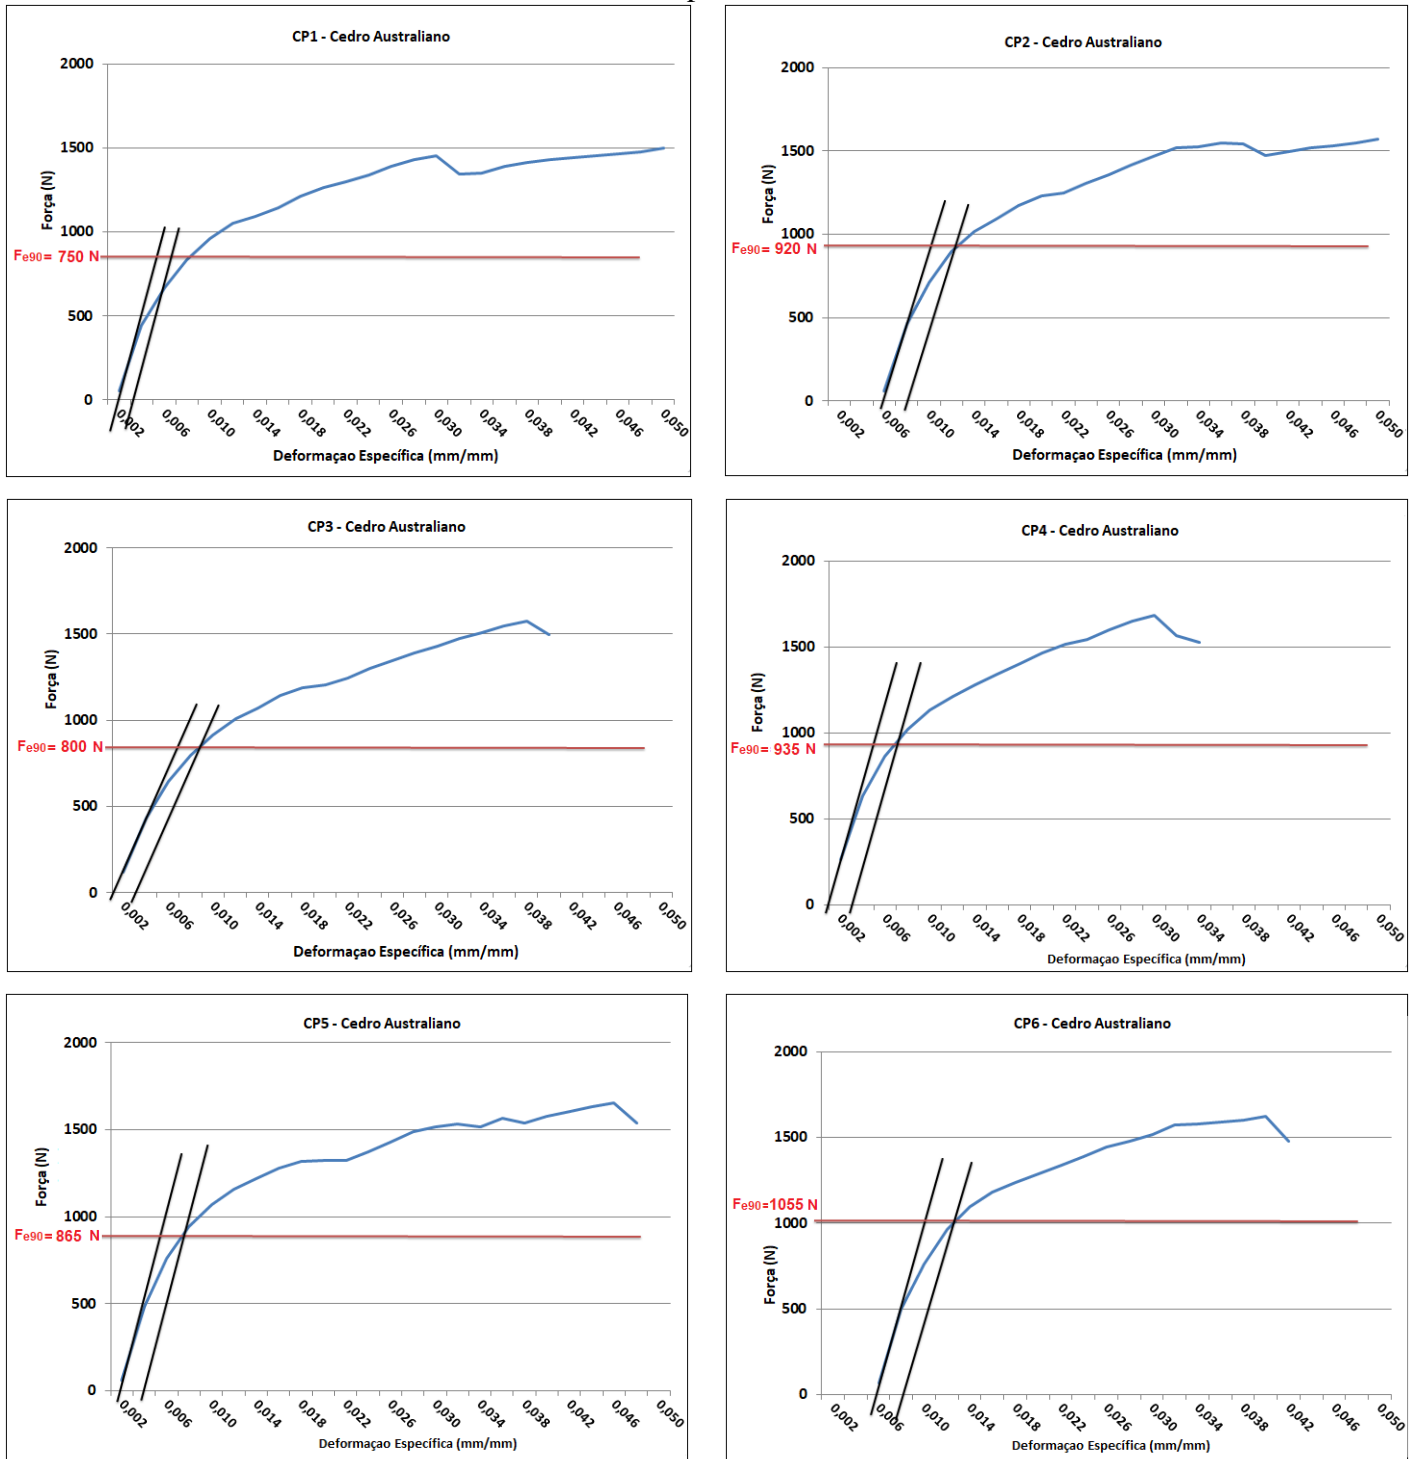 CP1 - Cedro Australiano
2000
1500
1000
500
0
Força (N)
Fe90= 750 N
0,002 0,006 0,010 0,014 0,018 0,022 0,026 0,030 0,034 0,038 0,042 0,046 0,050
Deformaçao Específica (mm/mm)
CP2 - Cedro Australiano
2000
1500
1000
500
0
Força (N)
Fe90= 920 N
0,002 0,006 0,010 0,014 0,018 0,022 0,026 0,030 0,034 0,038 0,042 0,046 0,050
Deformaçao Específica (mm/mm)
CP3 - Cedro Australiano
2000
1500
1000
500
0
Força (N)
Fe90= 800 N
0,002 0,006 0,010 0,014 0,018 0,022 0,026 0,030 0,034 0,038 0,042 0,046 0,050
Deformaçao Específica (mm/mm)
CP4 - Cedro Australiano
2000
1500
1000
500
0
Força (N)
Fe90= 935 N
0,002 0,006 0,010 0,014 0,018 0,022 0,026 0,030 0,034 0,038 0,042 0,046 0,050
Deformaçao Específica (mm/mm)
CP5 - Cedro Australiano
2000
1500
1000
500
0
Força (N)
Fe90= 865 N
0,002 0,006 0,010 0,014 0,018 0,022 0,026 0,030 0,034 0,038 0,042 0,046 0,050
Deformaçao Específica (mm/mm)
CP6 - Cedro Australiano
2000
1500
1000
500
0
Força (N)
Fe90=1055 N
0,002 0,006 0,010 0,014 0,018 0,022 0,026 0,030 0,034 0,038 0,042 0,046 0,050
Deformaçao Específica (mm/mm)